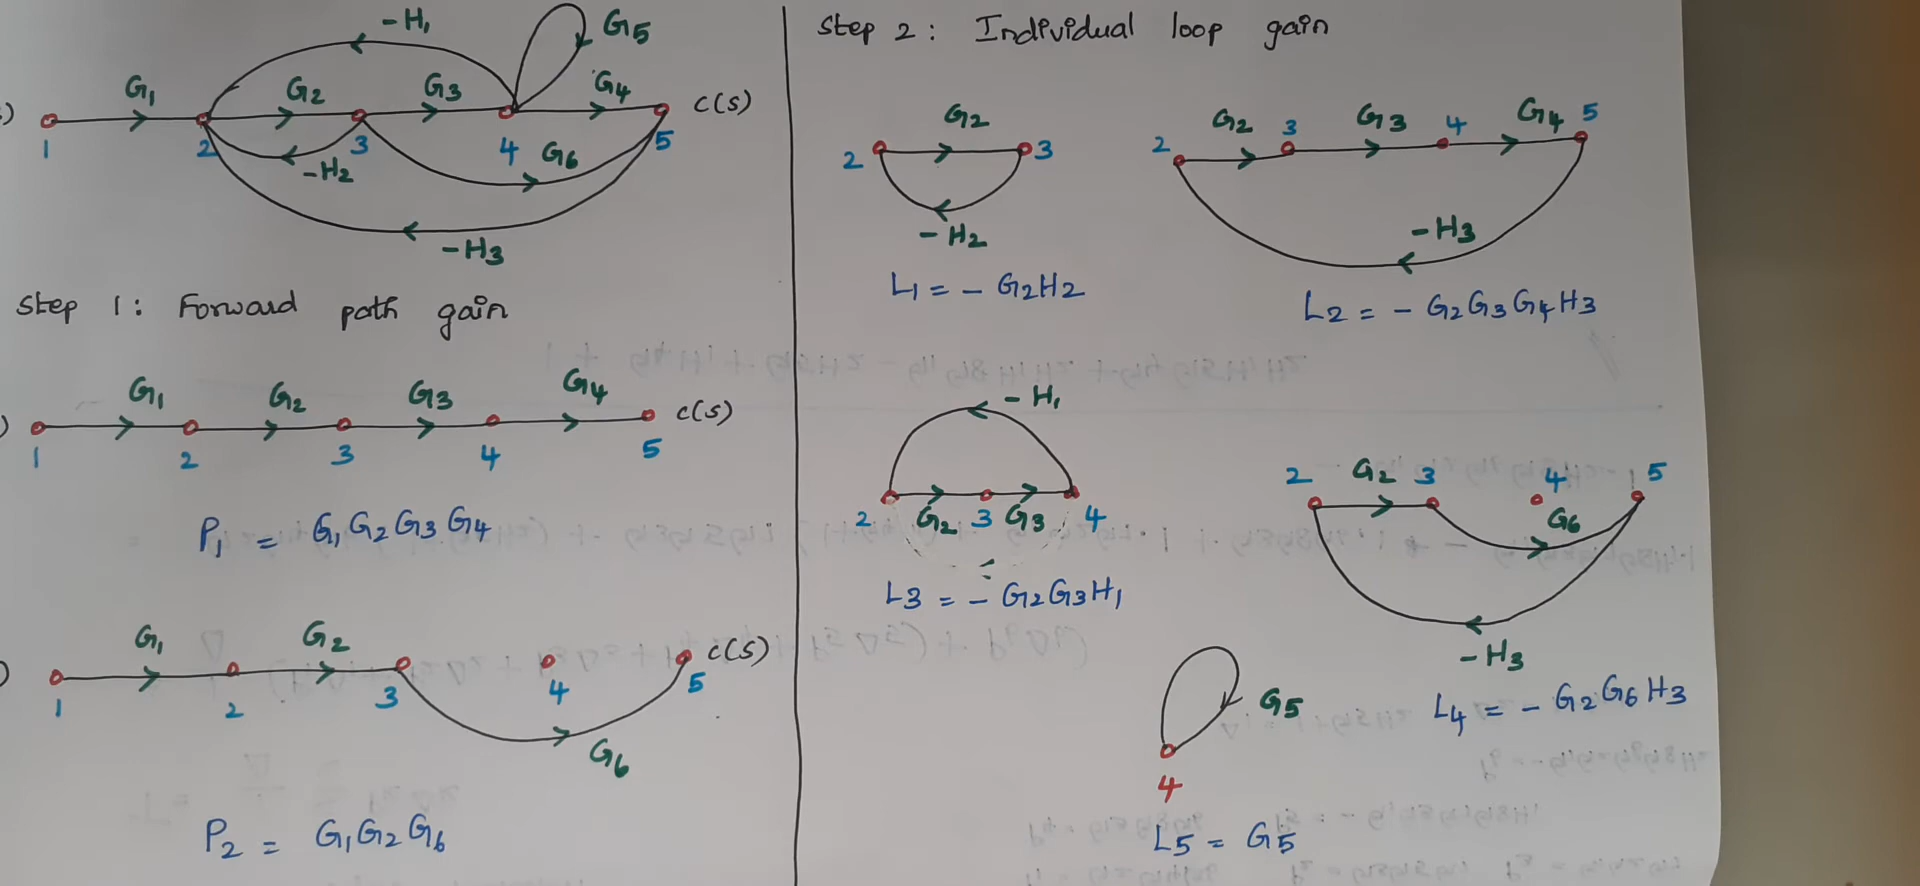 -H1
G5
G1
G2
G3
G4
C(S)
1
2
3
4
5
-H2
G6
-H3
Step 1: Forward path gain
G1
G2
G3
G4
C(S)
1
2
3
4
5
P1 = G1G2G3G4
G1
G2
C(S)
1
2
3
4
5
G6
P2 = G1G2G6
Step 2: Individual loop gain
G2
2
3
-H2
L1 = - G2H2
2
G2
3
G3
4
G4
5
-H3
L2 = - G2G3G4H3
-H1
2
G2
3
G3
4
L3 = - G2G3H1
2
G2
3
4
5
G6
-H3
L4 = - G2G6H3
G5
4
L5 = G5